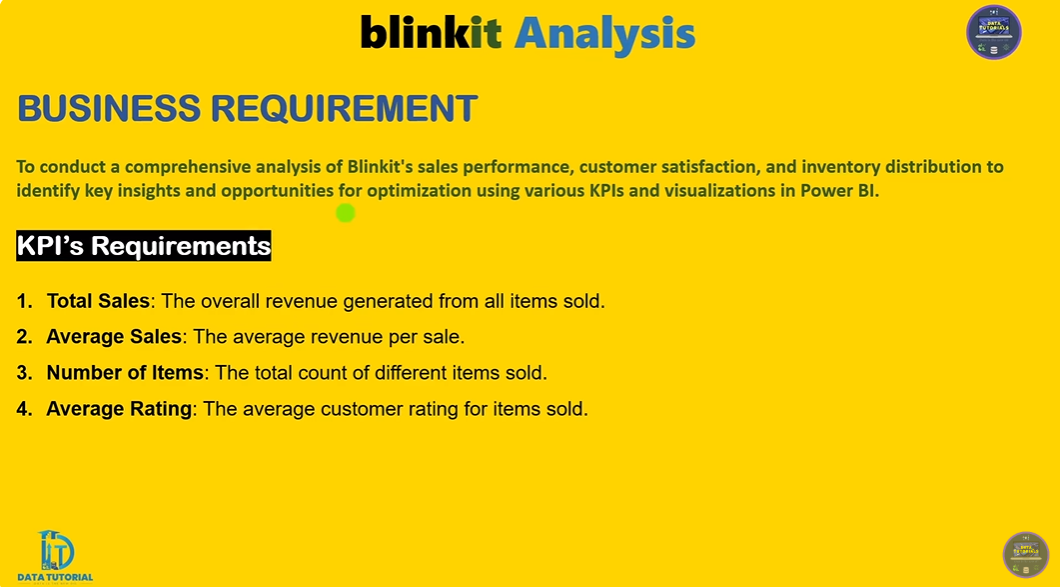 blinkit Analysis
DATA
TUTORIALS
BUSINESS REQUIREMENT
To conduct a comprehensive analysis of Blinkit's sales performance, customer satisfaction, and inventory distribution to
identify key insights and opportunities for optimization using various KPIs and visualizations in Power BI.
KPI's Requirements
1. Total Sales: The overall revenue generated from all items sold.
2. Average Sales: The average revenue per sale.
3. Number of Items: The total count of different items sold.
4. Average Rating: The average customer rating for items sold.
DATA TUTORIAL
DATA
TUTORIALS